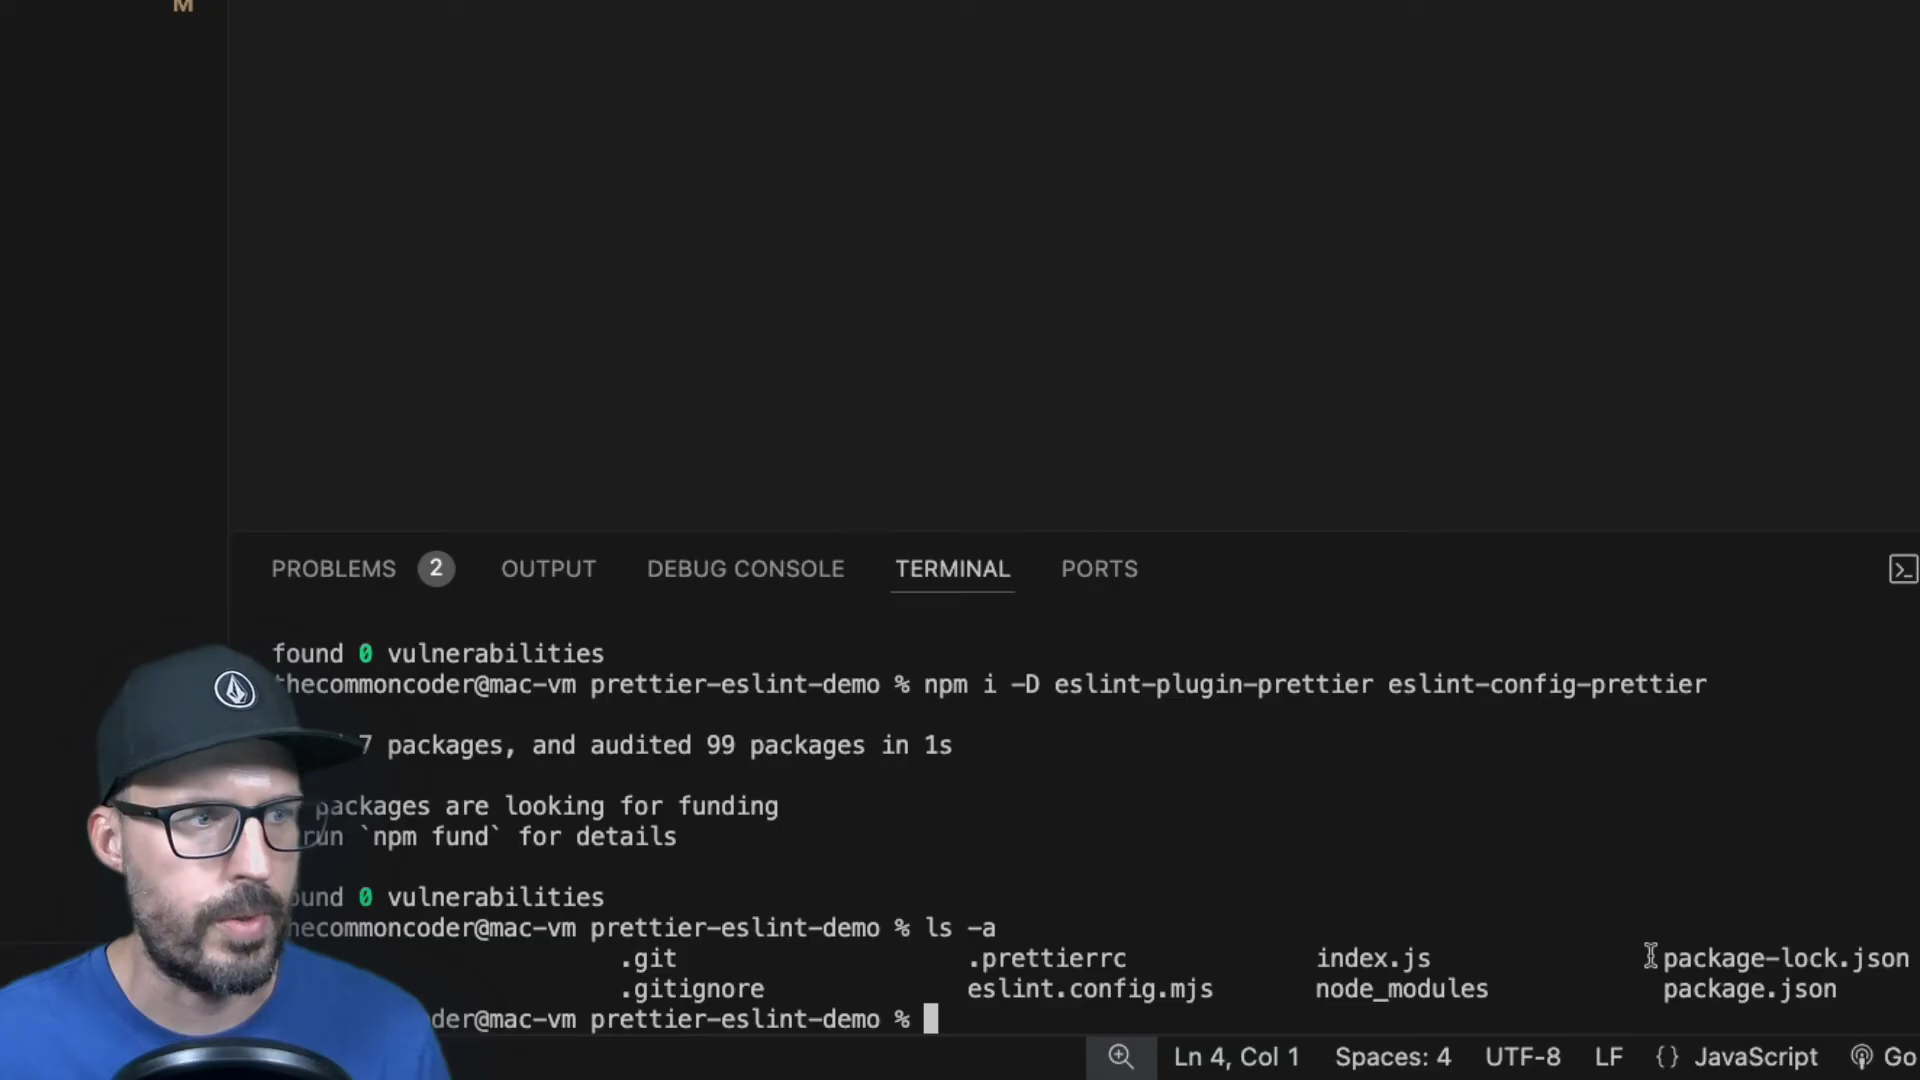 M
PROBLEMS 2 OUTPUT DEBUG CONSOLE TERMINAL PORTS
found 0 vulnerabilities
thecommoncoder@mac-vm prettier-eslint-demo % npm i -D eslint-plugin-prettier eslint-config-prettier
7 packages, and audited 99 packages in 1s
packages are looking for funding
run `npm fund` for details
found 0 vulnerabilities
thecommoncoder@mac-vm prettier-eslint-demo % ls -a
.git .prettierrc index.js package-lock.json
.gitignore eslint.config.mjs node_modules package.json
der@mac-vm prettier-eslint-demo %
Ln 4, Col 1 Spaces: 4 UTF-8 LF {} JavaScript Go